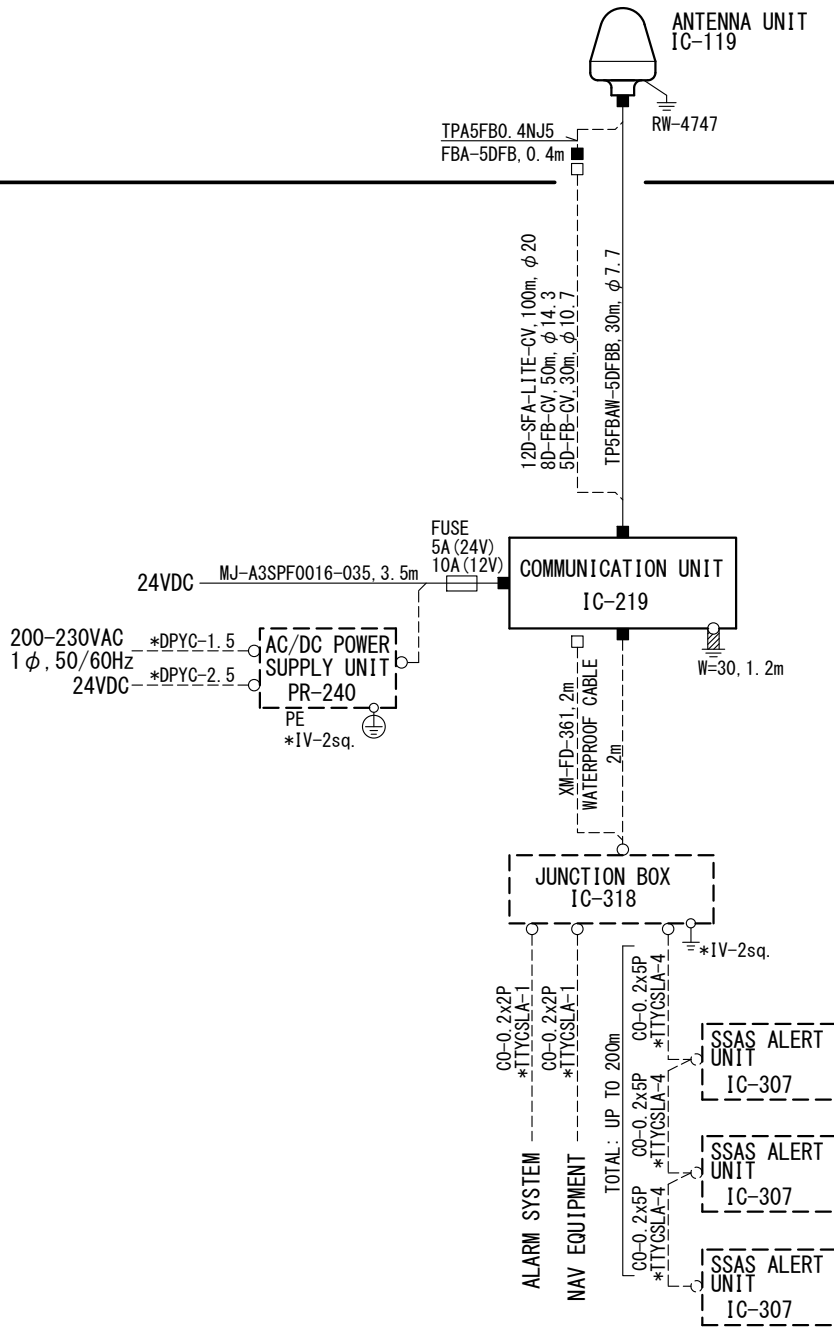 ANTENNA UNIT
IC-119
RW-4747
TPA5FB0.4NJ5
FBA-5DFB, 0.4m
12D-SFA-LITE-CV, 100m, φ20
8D-FB-CV, 50m, φ14.3
5D-FB-CV, 30m, φ10.7
TP5FBAW-5DFBB, 30m, φ7.7
FUSE
5A(24V)
10A(12V)
COMMUNICATION UNIT
IC-219
24VDC
MJ-A3SPF0016-035, 3.5m
200-230VAC
1φ, 50/60Hz
*DPYC-1.5
24VDC
*DPYC-2.5
AC/DC POWER
SUPPLY UNIT
PR-240
PE
*IV-2sq.
W=30, 1.2m
XM-FD-361, 2m
WATERPROOF CABLE
2m
JUNCTION BOX
IC-318
*IV-2sq.
CO-0.2x2P
*TTYCSLA-1
CO-0.2x2P
*TTYCSLA-1
TOTAL: UP TO 200m
CO-0.2x5P
*TTYCSLA-4
CO-0.2x5P
*TTYCSLA-4
CO-0.2x5P
*TTYCSLA-4
ALARM SYSTEM
NAV EQUIPMENT
SSAS ALERT
UNIT
IC-307
SSAS ALERT
UNIT
IC-307
SSAS ALERT
UNIT
IC-307